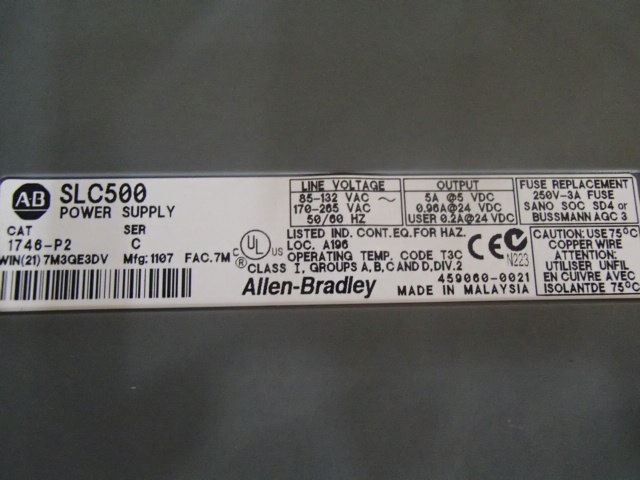 AB
SLC500
POWER SUPPLY
CAT SER
1746-P2 C
WIN(21) 7M3QE3DV Mfg:1107 FAC.7M
LINE VOLTAGE
85-132 VAC ~
170-265 VAC
50/60 HZ
OUTPUT
5A @5 VDC
0.96A@24 VDC
USER 0.2A@24 VDC
FUSE REPLACEMENT
250V-3A FUSE
SANO SOC SD4 or
BUSSMANN AGC 3
C UL US
®
LISTED IND. CONT.EQ.FOR HAZ.
LOC. A196
OPERATING TEMP. CODE T3C
CLASS I, GROUPS A,B,C AND D,DIV.2
CE
N223
CAUTION:USE 75°C
COPPER WIRE
ATTENTION:
UTILISER UNFIL
EN CUIVRE AVEC
ISOLANTDE 75°C
Allen-Bradley
459060-0021
MADE IN MALAYSIA